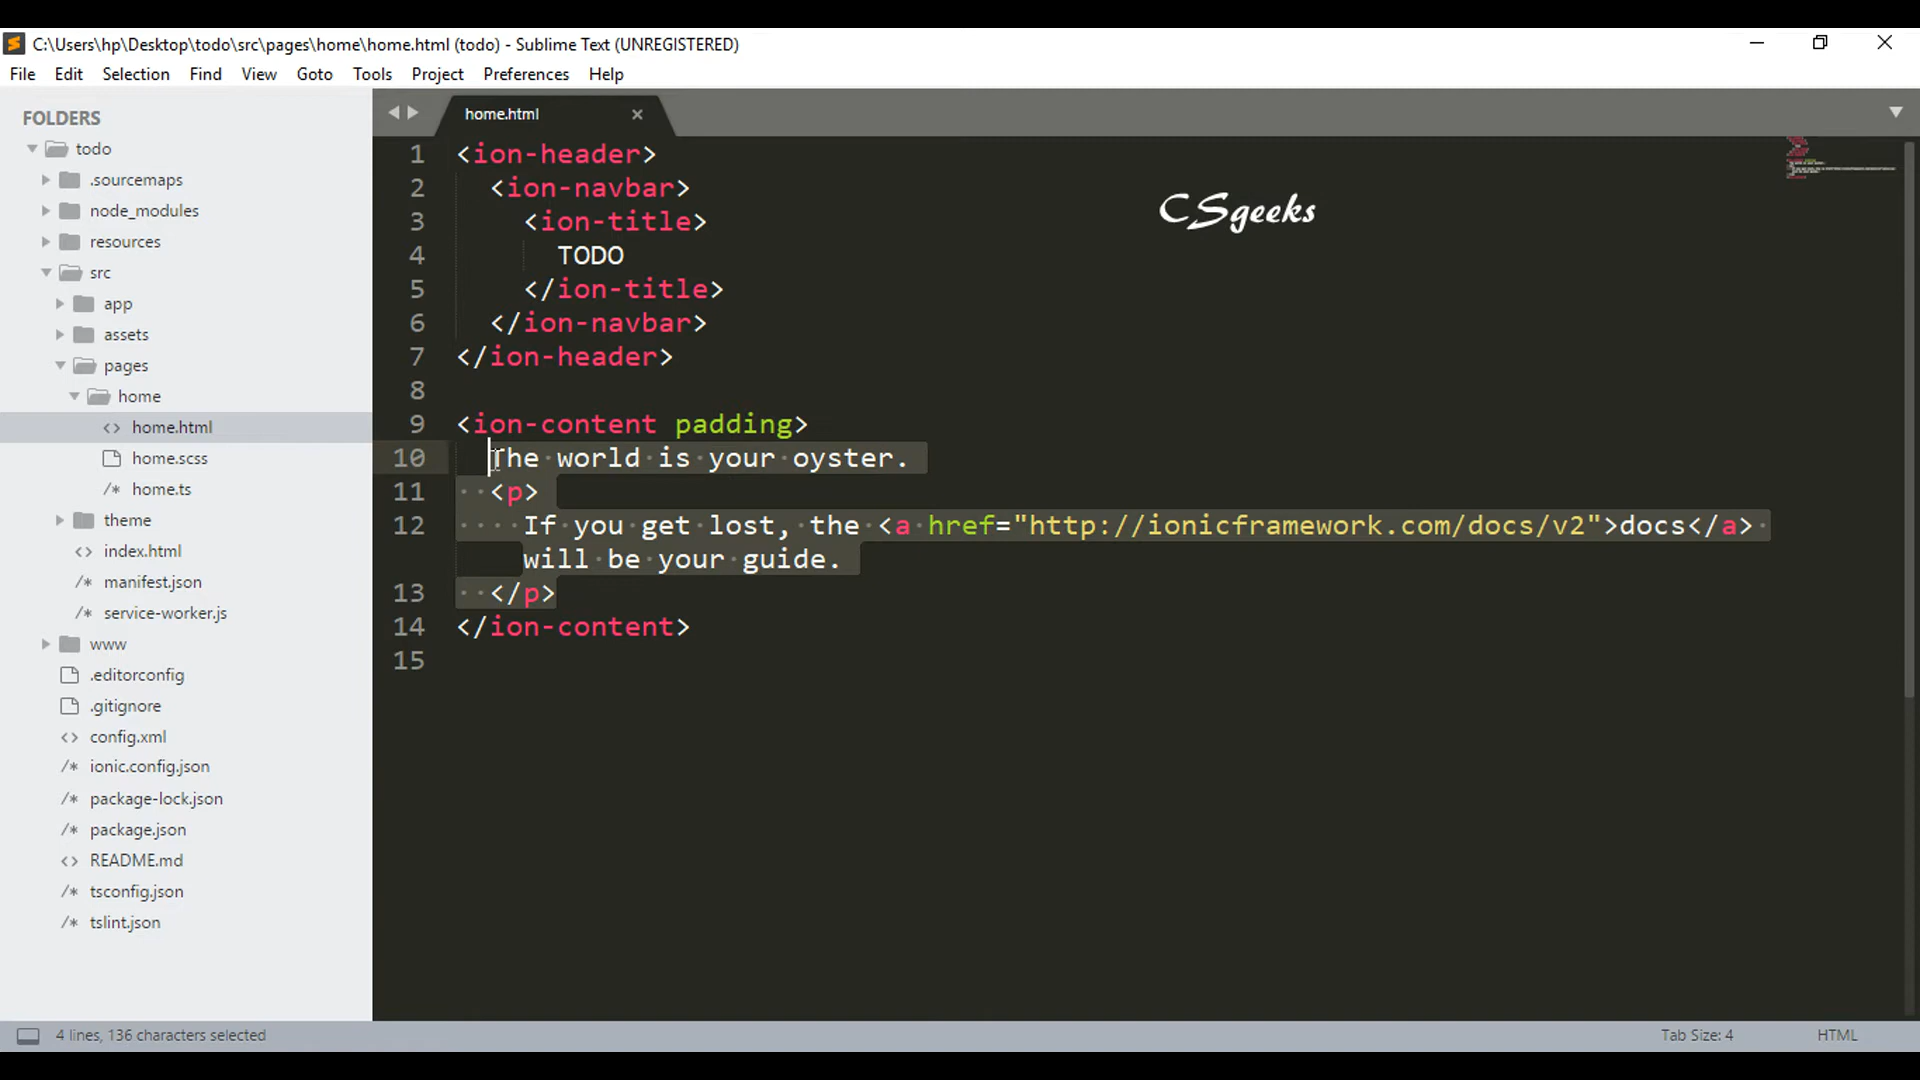 C:\Users\hp\Desktop\todo\src\pages\home\home.html (todo) - Sublime Text (UNREGISTERED)
File Edit Selection Find View Goto Tools Project Preferences Help
FOLDERS
todo
.sourcemaps
node_modules
resources
src
app
assets
pages
home
home.html
home.scss
/* home.ts
theme
<> index.html
/* manifest.json
/* service-worker.js
www
.editorconfig
.gitignore
<> config.xml
/* ionic.config.json
/* package-lock.json
/* package.json
<> README.md
/* tsconfig.json
/* tslint.json
home.html
1 <ion-header>
2 <ion-navbar>
3 <ion-title>
4 TODO
5 </ion-title>
6 </ion-navbar>
7 </ion-header>
8
9 <ion-content padding>
10 The world is your oyster.
11 <p>
12 If you get lost, the <a href="http://ionicframework.com/docs/v2">docs</a>
will be your guide.
13 </p>
14 </ion-content>
15
CSgeeks
4 lines, 136 characters selected
Tab Size: 4
HTML